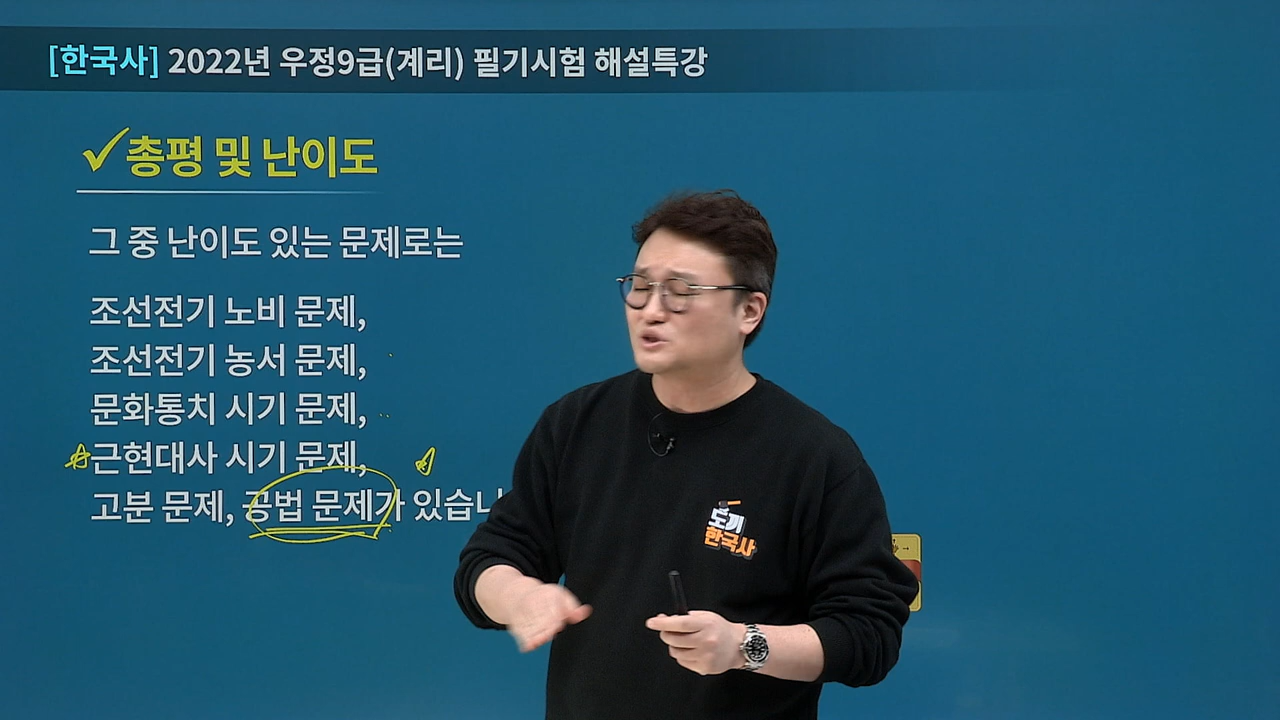 [한국사] 2022년 우정9급(계리) 필기시험 해설특강
총평 및 난이도
그 중 난이도 있는 문제로는
조선전기 노비 문제,
조선전기 농서 문제,
문화통치 시기 문제,
근현대사 시기 문제,
고분 문제, 공법 문제가 있습니
도끼
한국사